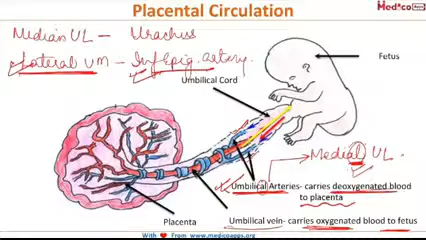 Placental Circulation
Medico Apps
Median UL - Urachus
Lateral UM - Inf. Epig. artery.
Fetus
Umbilical Cord
Medial UL.
Umbilical Arteries- carries deoxygenated blood
to placenta
Placenta
Umbilical vein- carries oxygenated blood to fetus
With ❤ From www.medicoapps.org